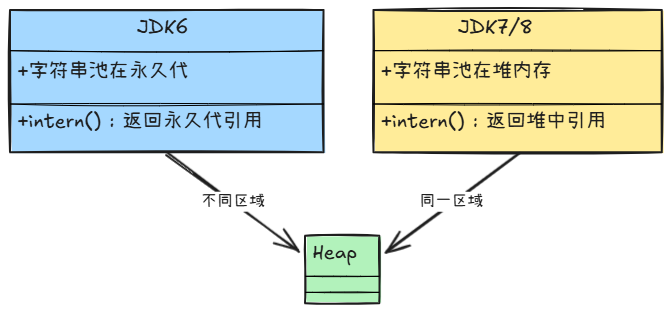 JDK6
+字符串池在永久代
+intern()：返回永久代引用
JDK7/8
+字符串池在堆内存
+intern()：返回堆中引用
不同区域
同一区域
Heap